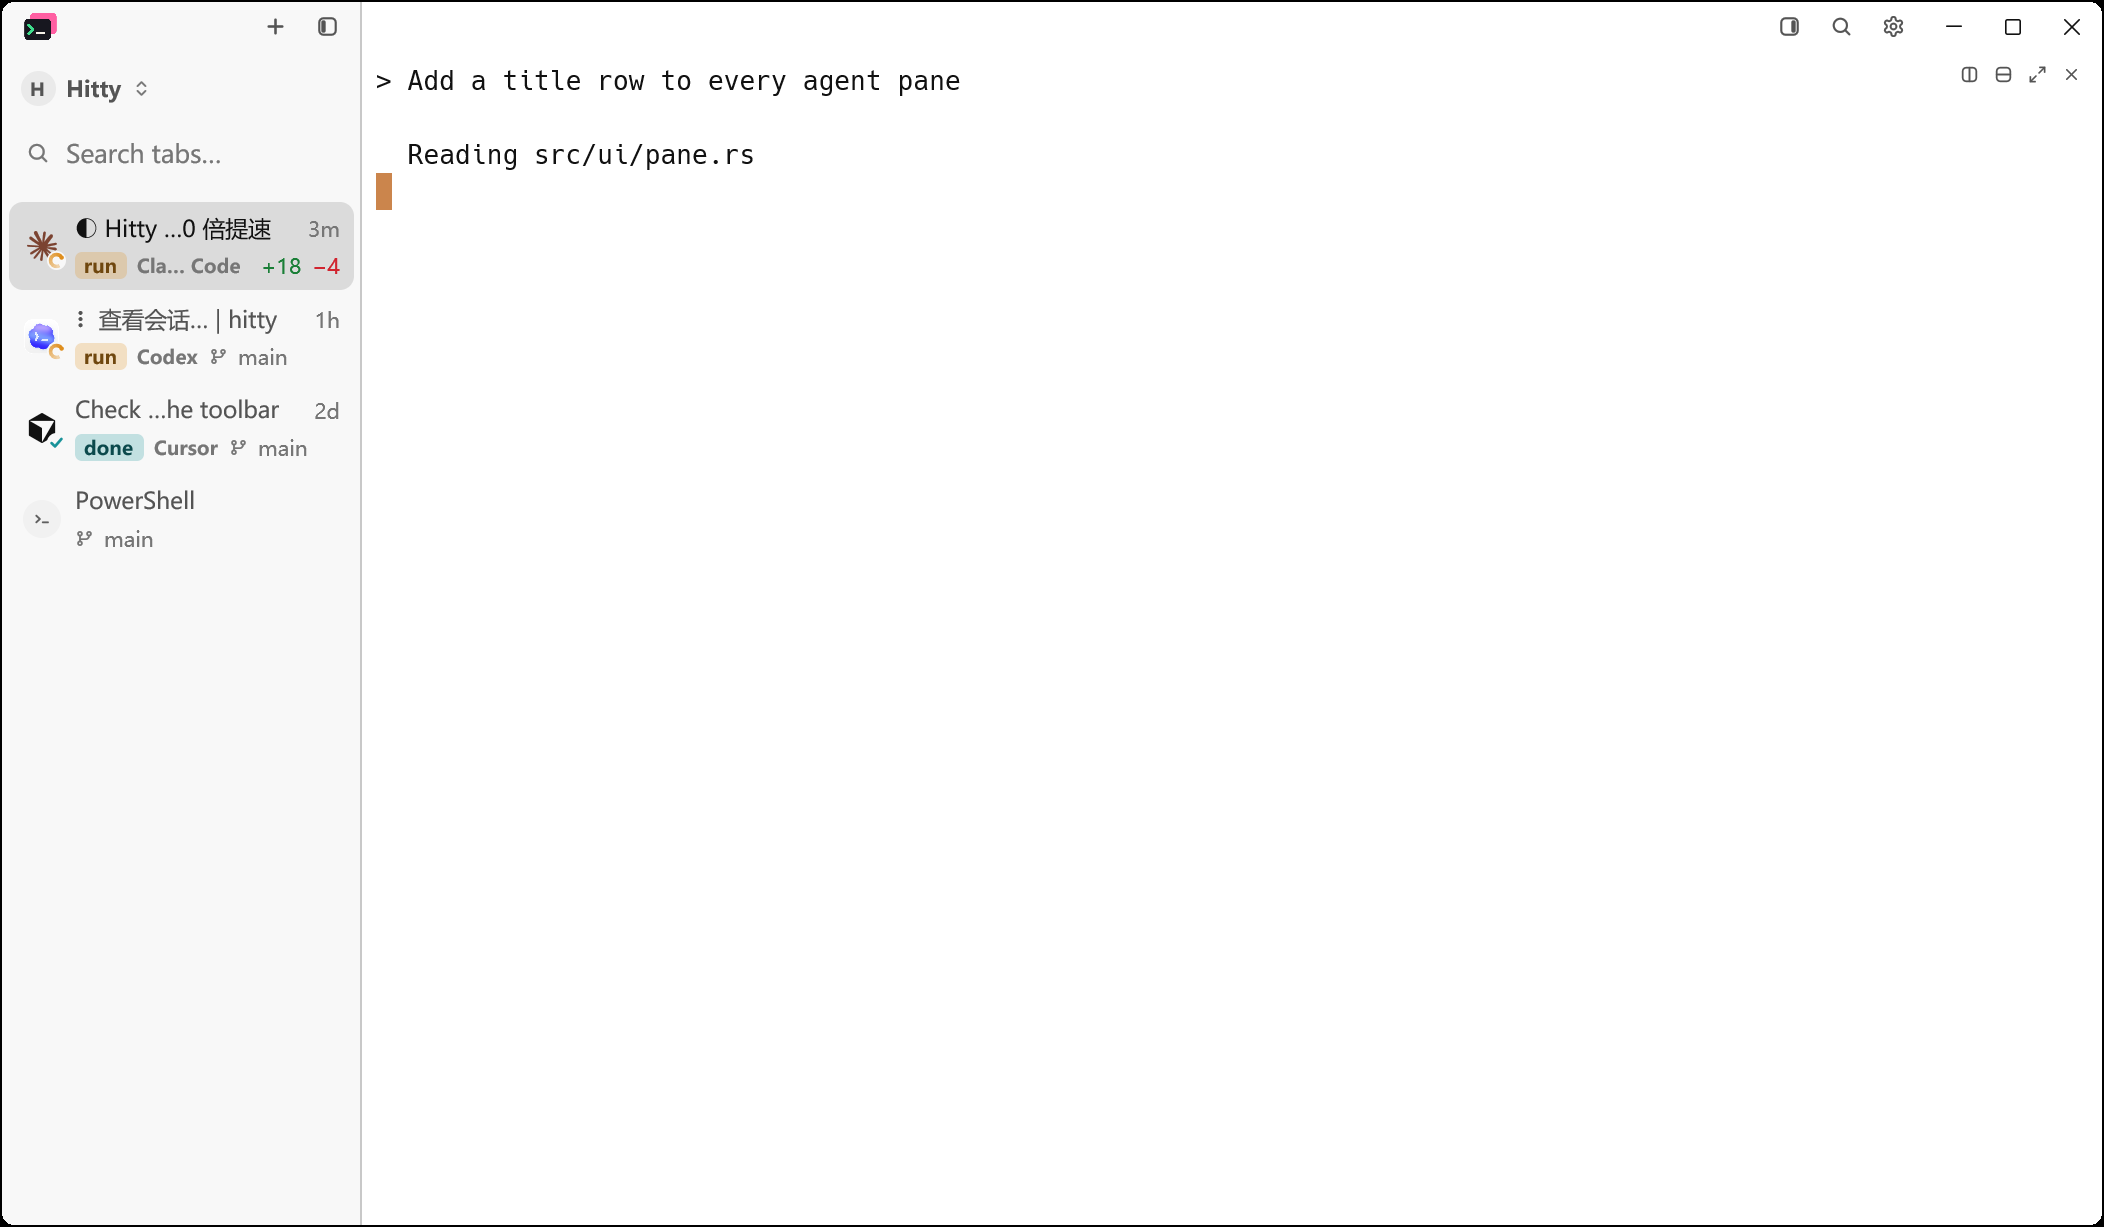 H Hitty
Search tabs...
Hitty ...0 倍提速 3m
run Cla... Code +18 −4
查看会话... | hitty 1h
run Codex main
Check ...he toolbar 2d
done Cursor main
PowerShell
main
> Add a title row to every agent pane
Reading src/ui/pane.rs